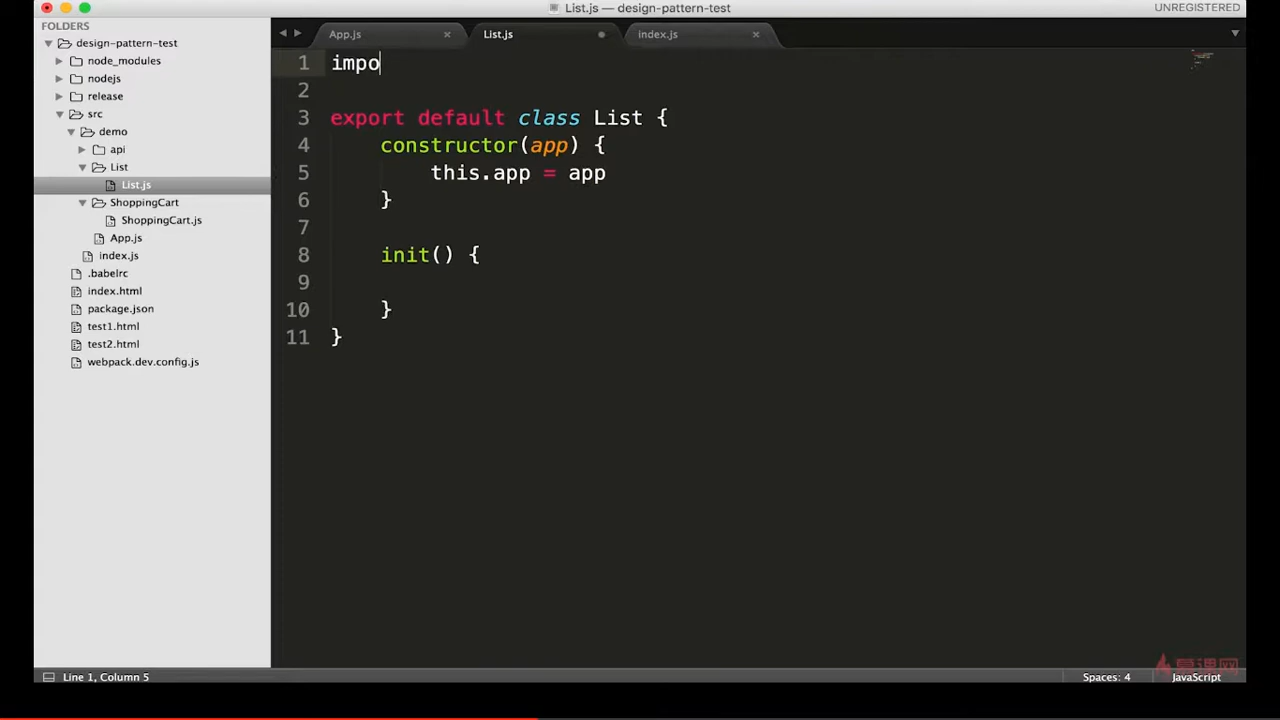 List.js — design-pattern-test
UNREGISTERED
FOLDERS
design-pattern-test
node_modules
nodejs
release
src
demo
api
List
List.js
ShoppingCart
ShoppingCart.js
App.js
index.js
.babelrc
index.html
package.json
test1.html
test2.html
webpack.dev.config.js
App.js × List.js index.js ×
1 impo
2
3 export default class List {
4 constructor(app) {
5 this.app = app
6 }
7
8 init() {
9
10 }
11 }
慕课网
Line 1, Column 5
Spaces: 4
JavaScript